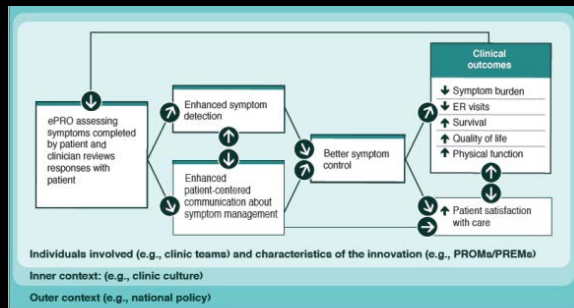 Clinical
outcomes
Symptom burden
ER visits
Survival
Quality of life
Physical function
ePRO assessing
symptoms completed
by patient and
clinician reviews
responses with
patient
Enhanced symptom
detection
Enhanced
patient-centered
communication about
symptom management
Better symptom
control
Patient satisfaction
with care
Individuals involved (e.g., clinic teams) and characteristics of the innovation (e.g., PROMs/PREMs)
Inner context: (e.g., clinic culture)
Outer context (e.g., national policy)